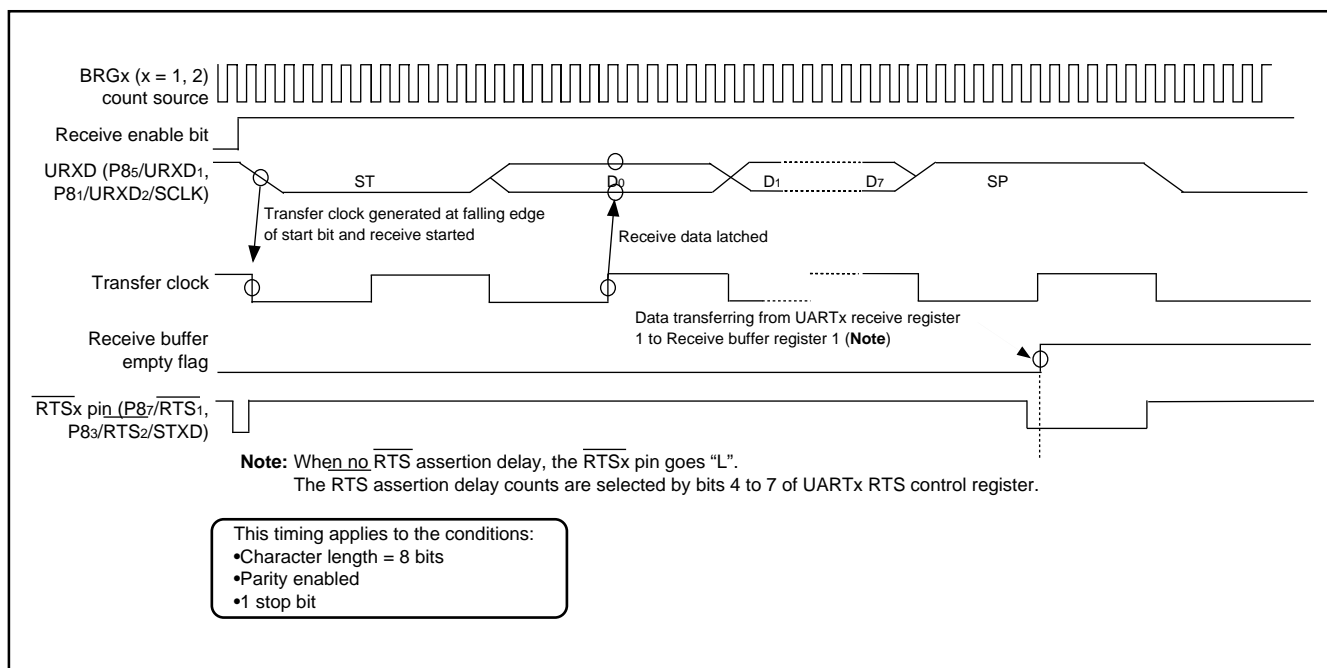 BRGx (x = 1, 2)
count source
Receive enable bit
URXD (P85/URXD1,
P81/URXD2/SCLK)
ST
D0
D1
D7
SP
Transfer clock generated at falling edge
of start bit and receive started
Receive data latched
Transfer clock
Data transferring from UARTx receive register
1 to Receive buffer register 1 (Note)
Receive buffer
empty flag
RTSx pin (P87/RTS1,
P83/RTS2/STXD)
Note: When no RTS assertion delay, the RTSx pin goes “L”.
The RTS assertion delay counts are selected by bits 4 to 7 of UARTx RTS control register.
This timing applies to the conditions:
•Character length = 8 bits
•Parity enabled
•1 stop bit